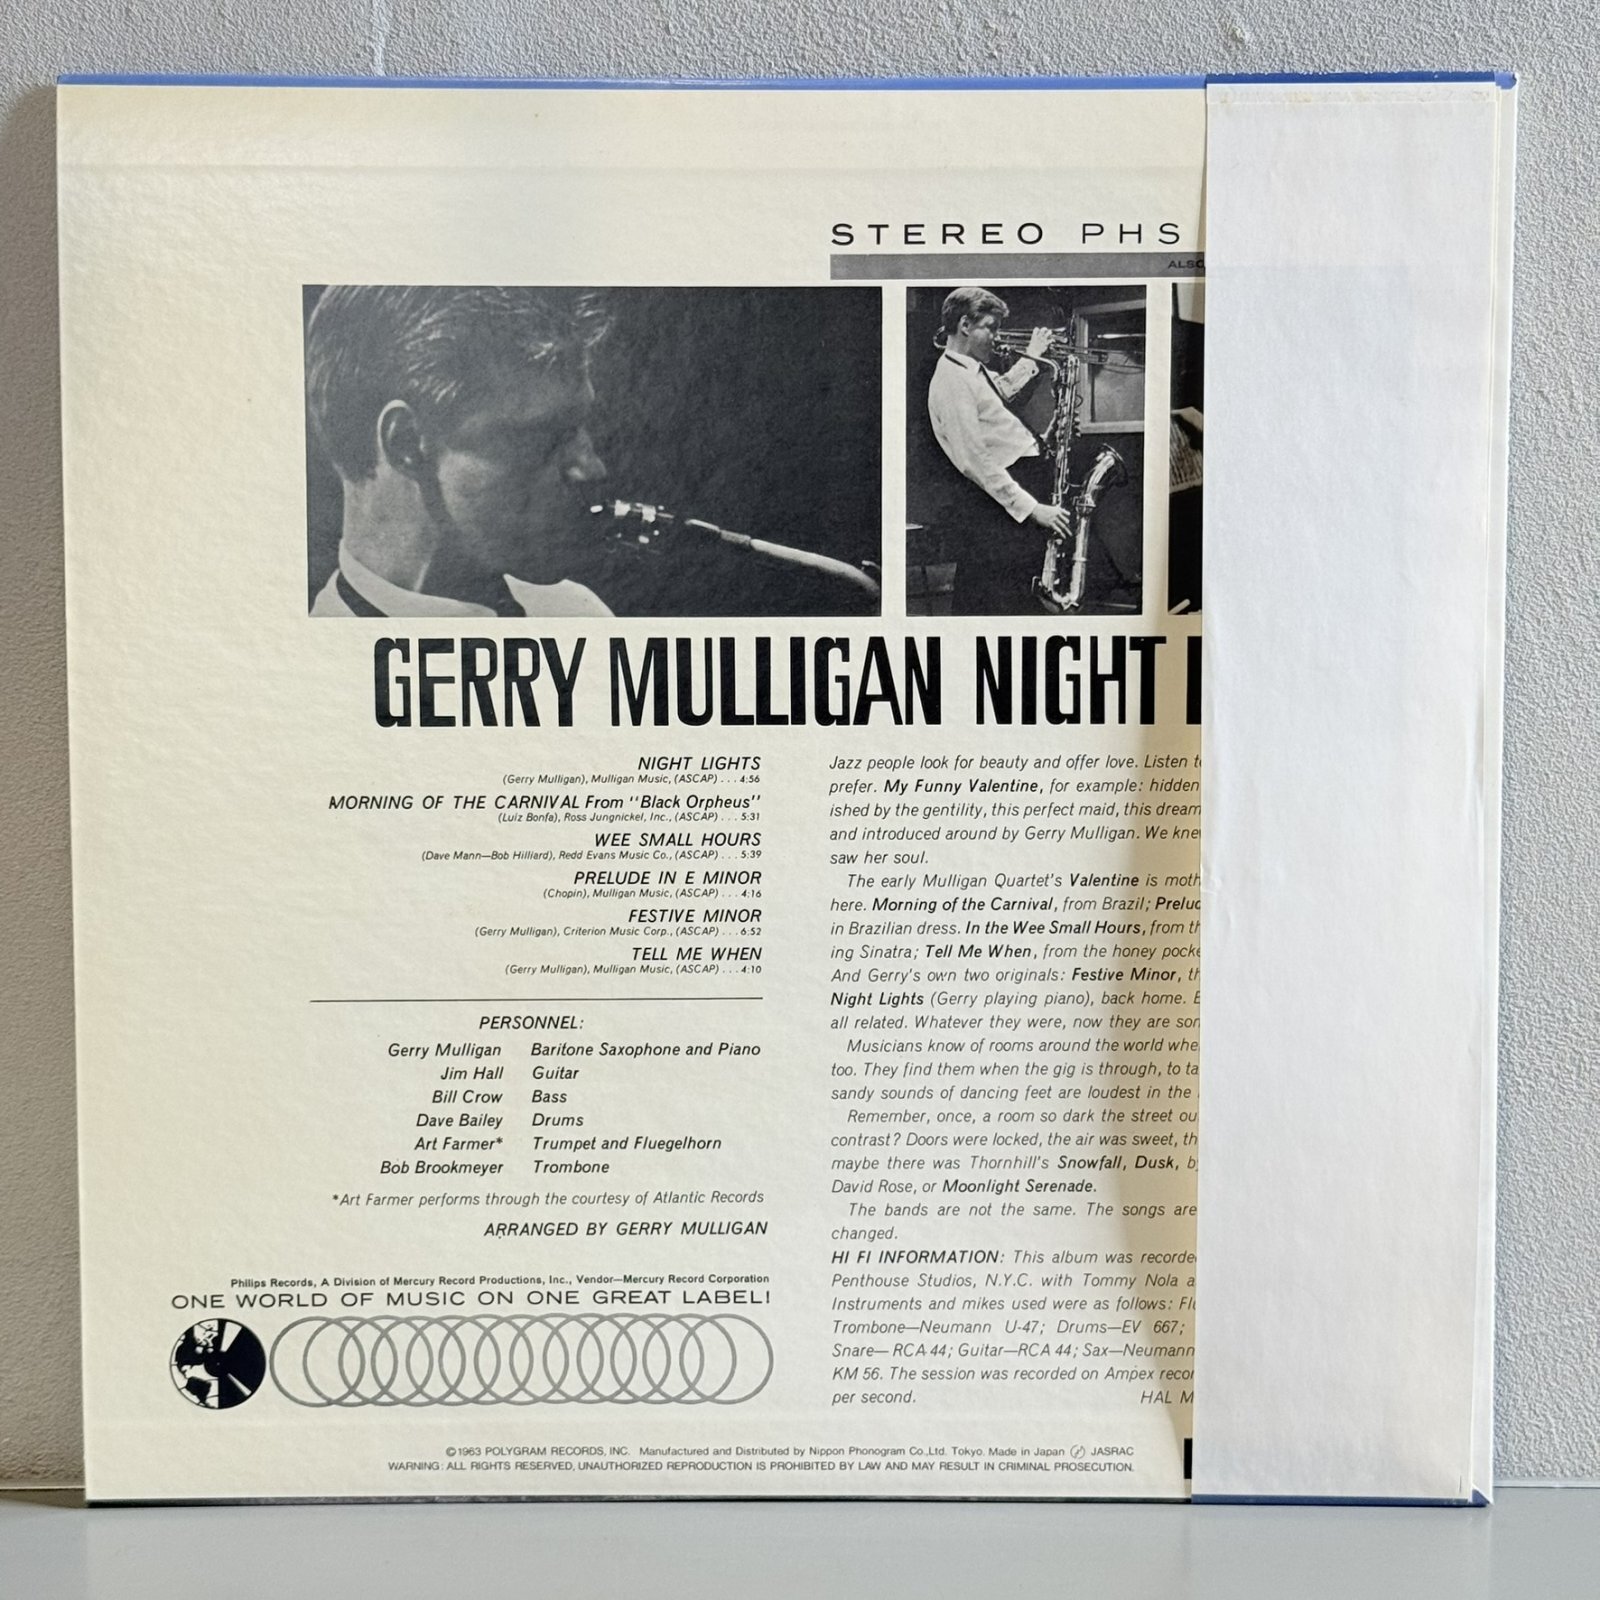 STEREO PHS
ALSO
GERRY MULLIGAN NIGHT
NIGHT LIGHTS
(Gerry Mulligan), Mulligan Music, (ASCAP) . . . 4:56
MORNING OF THE CARNIVAL From "Black Orpheus"
(Luiz Bonfa), Ross Jungnickel, Inc., (ASCAP) . . . 5:31
WEE SMALL HOURS
(Dave Mann—Bob Hilliard), Redd Evans Music Co., (ASCAP) . . . 5:39
PRELUDE IN E MINOR
(Chopin), Mulligan Music, (ASCAP) . . . 4:16
FESTIVE MINOR
(Gerry Mulligan), Criterion Music Corp., (ASCAP) . . . 6:52
TELL ME WHEN
(Gerry Mulligan), Mulligan Music, (ASCAP) . . . 4:10
PERSONNEL:
Gerry Mulligan Baritone Saxophone and Piano
Jim Hall Guitar
Bill Crow Bass
Dave Bailey Drums
Art Farmer* Trumpet and Fluegelhorn
Bob Brookmeyer Trombone
*Art Farmer performs through the courtesy of Atlantic Records
ARRANGED BY GERRY MULLIGAN
Philips Records, A Division of Mercury Record Productions, Inc., Vendor—Mercury Record Corporation
ONE WORLD OF MUSIC ON ONE GREAT LABEL!
Jazz people look for beauty and offer love. Listen
prefer. My Funny Valentine, for example: hidden
ished by the gentility, this perfect maid, this dream
and introduced around by Gerry Mulligan. We knew
saw her soul.
The early Mulligan Quartet's Valentine is
here. Morning of the Carnival, from Brazil;
in Brazilian dress. In the Wee Small Hours, from
ing Sinatra; Tell Me When, from the honey
And Gerry's own two originals: Festive Minor,
Night Lights (Gerry playing piano), back home.
all related. Whatever they were, now they are
Musicians know of rooms around the world
too. They find them when the gig is through, to
sandy sounds of dancing feet are loudest in the
Remember, once, a room so dark the street
contrast? Doors were locked, the air was sweet,
maybe there was Thornhill's Snowfall, Dusk,
David Rose, or Moonlight Serenade.
The bands are not the same. The songs are
changed.
HI FI INFORMATION: This album was recorded
Penthouse Studios, N.Y.C. with Tommy Nola
Instruments and mikes used were as follows:
Trombone—Neumann U-47; Drums—EV 667;
Snare—RCA 44; Guitar—RCA 44; Sax—Neumann
KM 56. The session was recorded on Ampex
per second. HAL
©1963 POLYGRAM RECORDS, INC. Manufactured and Distributed by Nippon Phonogram Co.,Ltd. Tokyo. Made in Japan JASRAC
WARNING: ALL RIGHTS RESERVED, UNAUTHORIZED REPRODUCTION IS PROHIBITED BY LAW AND MAY RESULT IN CRIMINAL PROSECUTION.